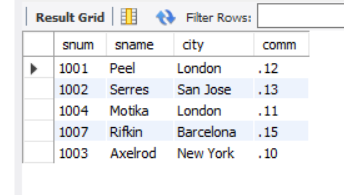 Result Grid Filter Rows:
snum sname city comm
1001 Peel London .12
1002 Serres San Jose .13
1004 Motika London .11
1007 Rifkin Barcelona .15
1003 Axelrod New York .10